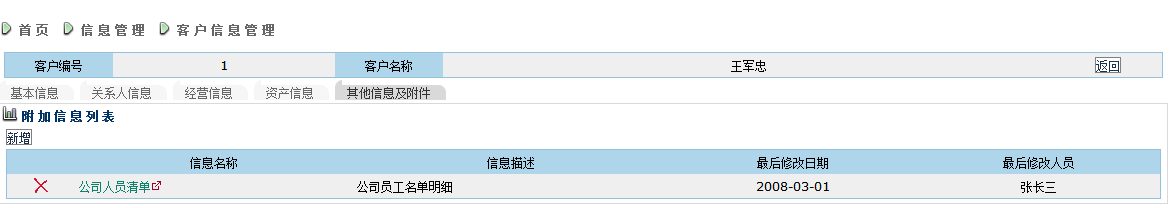 首页 信息管理 客户信息管理
客户编号 1 客户名称 王军忠 返回
基本信息 关系人信息 经营信息 资产信息 其他信息及附件
附加信息列表
新增
信息名称 信息描述 最后修改日期 最后修改人员
公司人员清单 公司员工名单明细 2008-03-01 张长三